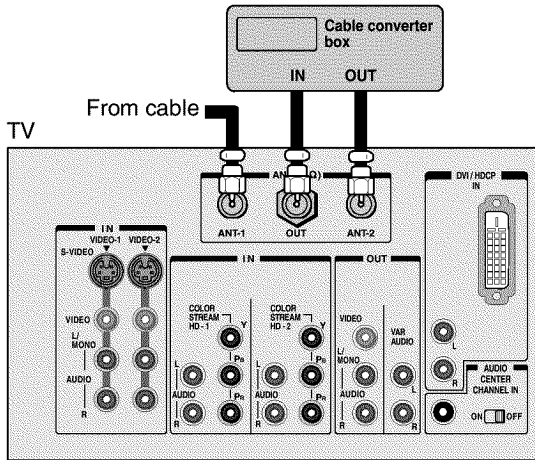 Cable converter
box
IN OUT
From cable
TV
ANT-1 OUT ANT-2
DVI / HDCP
IN
IN
VIDEO-1 VIDEO-2
S-VIDEO
VIDEO
L/
MONO
AUDIO
R
IN
COLOR
STREAM
HD - 1
Y
PB
PR
L
AUDIO
R
COLOR
STREAM
HD - 2
Y
PB
PR
L
AUDIO
R
OUT
VIDEO
L/
MONO
AUDIO
R
VAR
AUDIO
L
R
L
R
AUDIO
CENTER
CHANNEL IN
ON OFF